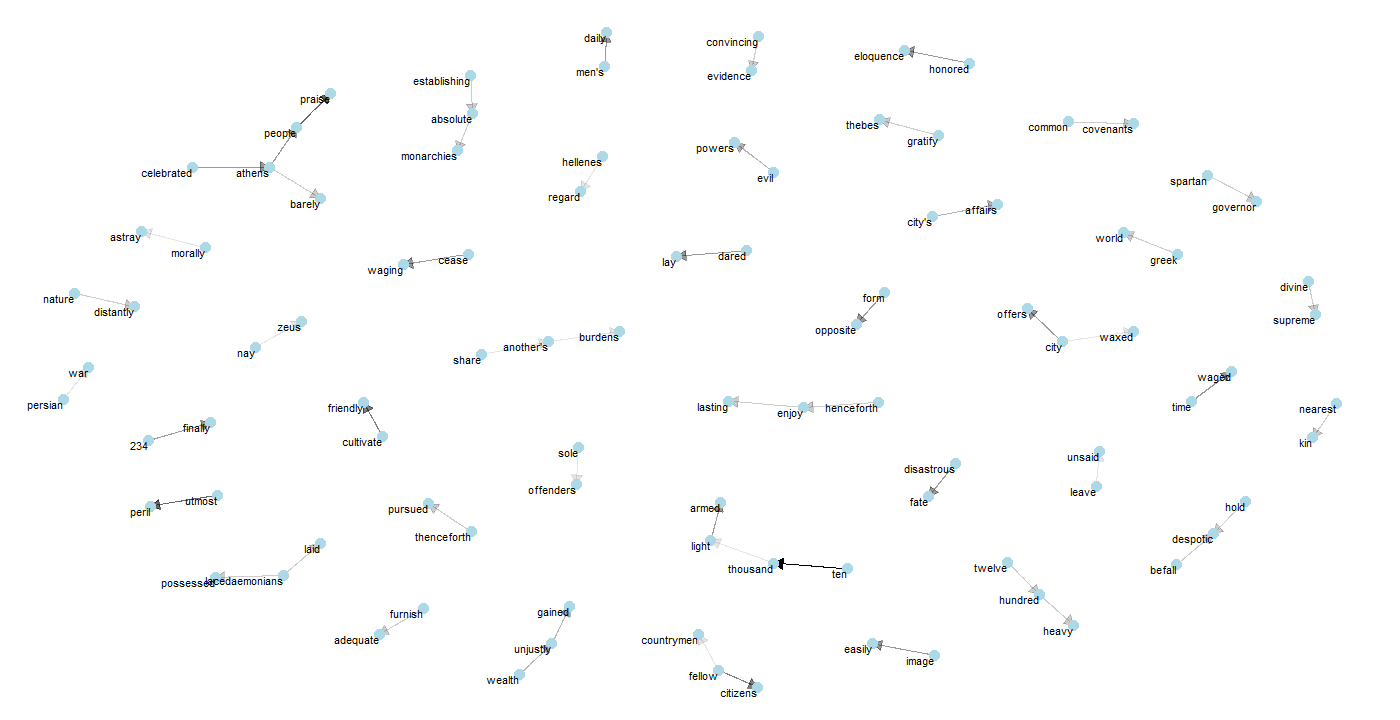 daily
convincing
eloquence
men's
evidence
honored
establishing
praise
absolute
people
thebes
common
covenants
gratify
powers
monarchies
hellenes
celebrated
athens
evil
spartan
regard
barely
governor
affairs
city's
astray
world
morally
dared
cease
greek
lay
waging
divine
nature
form
distantly
offers
supreme
zeus
opposite
burdens
waxed
another's
city
nay
share
war
waged
persian
friendly
lasting
henceforth
time
nearest
enjoy
finally
cultivate
234
kin
sole
unsaid
disastrous
offenders
leave
utmost
fate
hold
pursued
armed
peril
thenceforth
despotic
light
laid
twelve
thousand
befall
ten
possessed
lacedaemonians
hundred
gained
furnish
heavy
adequate
countrymen
unjustly
easily
image
fellow
wealth
citizens